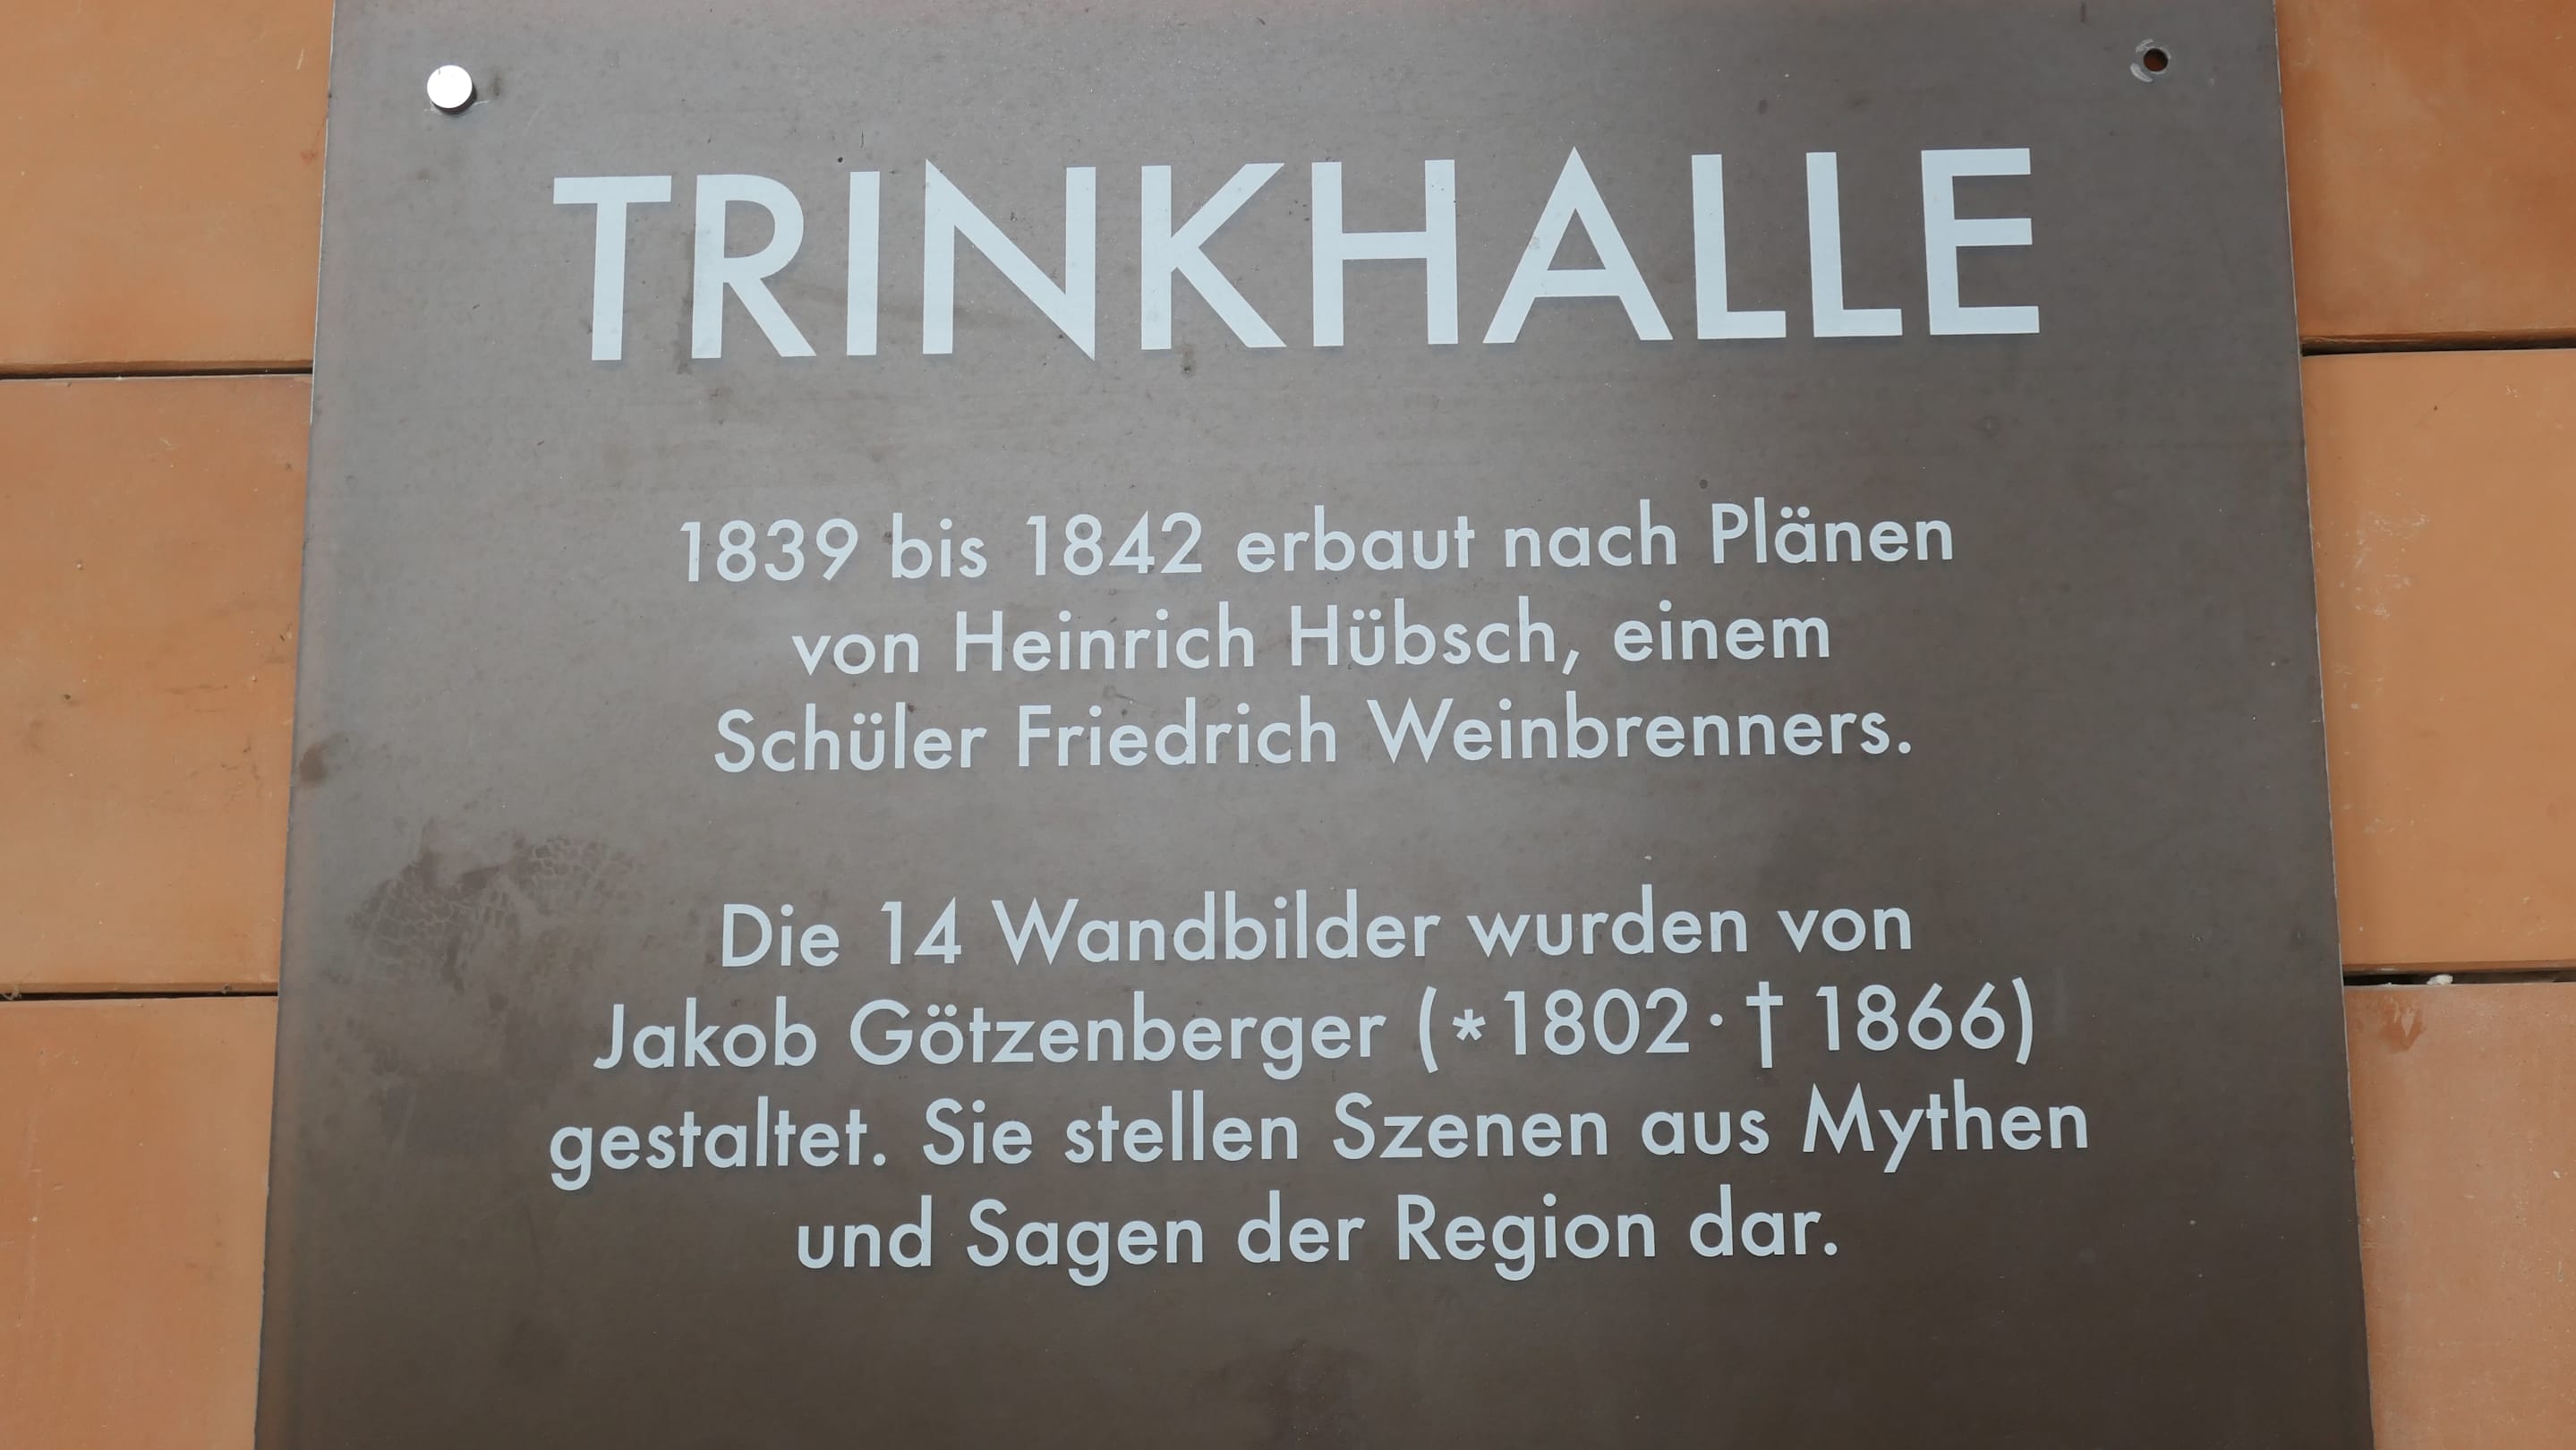 TRINKHALLE
1839 bis 1842 erbaut nach Plänen
von Heinrich Hübsch, einem
Schüler Friedrich Weinbrenners.
Die 14 Wandbilder wurden von
Jakob Götzenberger (*1802·† 1866)
gestaltet. Sie stellen Szenen aus Mythen
und Sagen der Region dar.